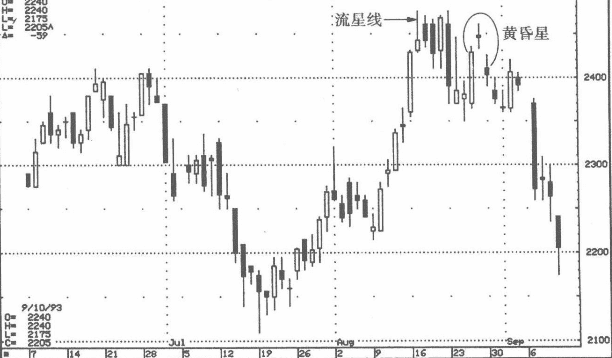 O= 2240
H= 2240
L= 2175
L= 2205A
Δ= -59
流星线
黄昏星
2400
2300
2200
2100
9/10/93
O= 2240
H= 2240
L= 2175
C= 2205
Jul
Aug
Sep
7 14 21 28 5 12 19 26 2 9 16 23 30 6